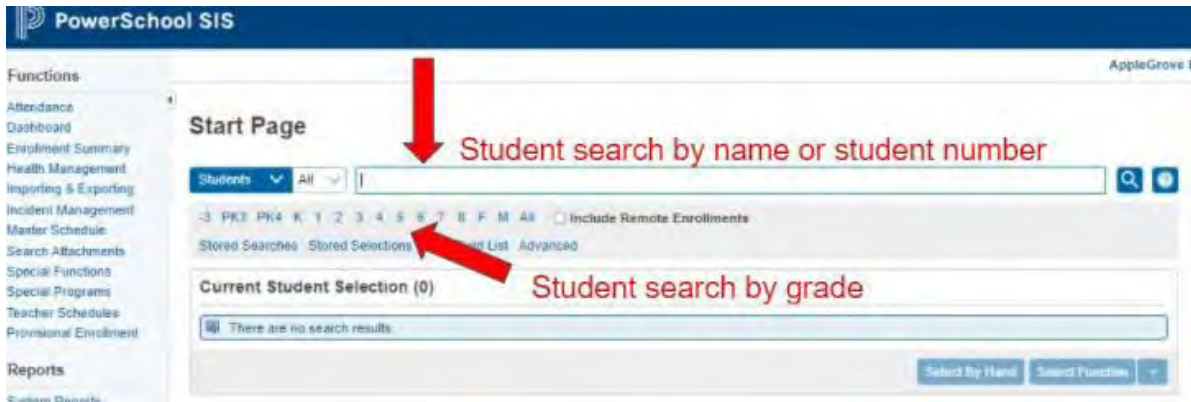 PowerSchool SIS
AppleGrove
Functions
Attendance
Dashboard
Enrollment Summary
Health Management
Importing & Exporting
Incident Management
Master Schedule
Search Attachments
Special Functions
Special Programs
Teacher Schedules
Provisional Enrollment
Reports
System Reports
Start Page
Student search by name or student number
Students All
-3 PK3 PK4 K 1 2 3 4 5 6 7 8 F M All Include Remote Enrollments
Stored Searches Stored Selections List Advanced
Student search by grade
Current Student Selection (0)
There are no search results.
Select By Hand Select Function